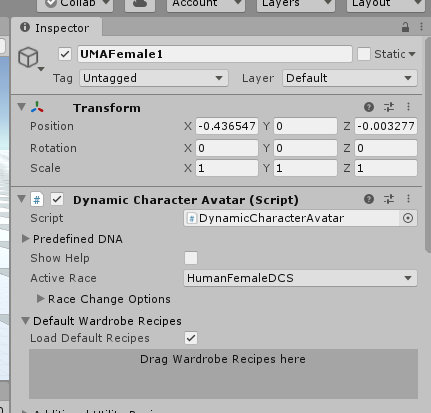 Collab Account Layers Layout
Inspector
UMAFemale1 Static
Tag Untagged Layer Default
Transform
Position X -0.436547 Y 0 Z -0.003277
Rotation X 0 Y 0 Z 0
Scale X 1 Y 1 Z 1
# Dynamic Character Avatar (Script)
Script # DynamicCharacterAvatar
Predefined DNA
Show Help
Active Race HumanFemaleDCS
Race Change Options
Default Wardrobe Recipes
Load Default Recipes
Drag Wardrobe Recipes here